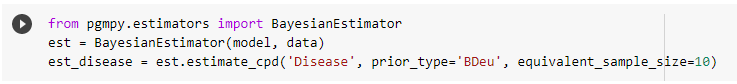 from pgmpy.estimators import BayesianEstimator
est = BayesianEstimator(model, data)
est_disease = est.estimate_cpd('Disease', prior_type='BDeu', equivalent_sample_size=10)